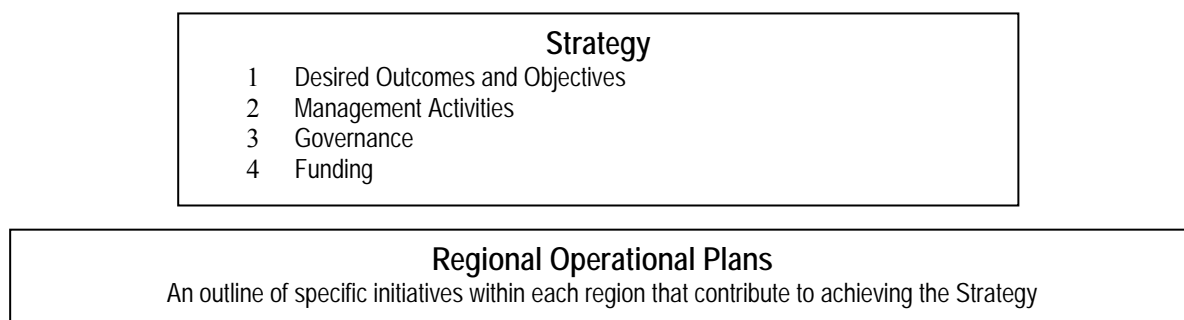 Strategy
1 Desired Outcomes and Objectives
2 Management Activities
3 Governance
4 Funding
Regional Operational Plans
An outline of specific initiatives within each region that contribute to achieving the Strategy